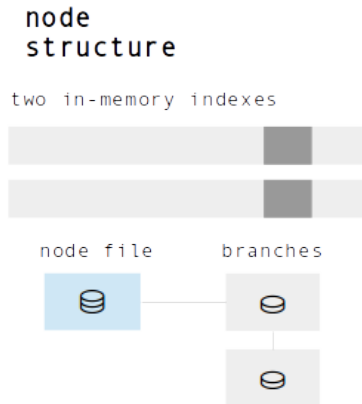 node
structure
two in-memory indexes
node file
branches